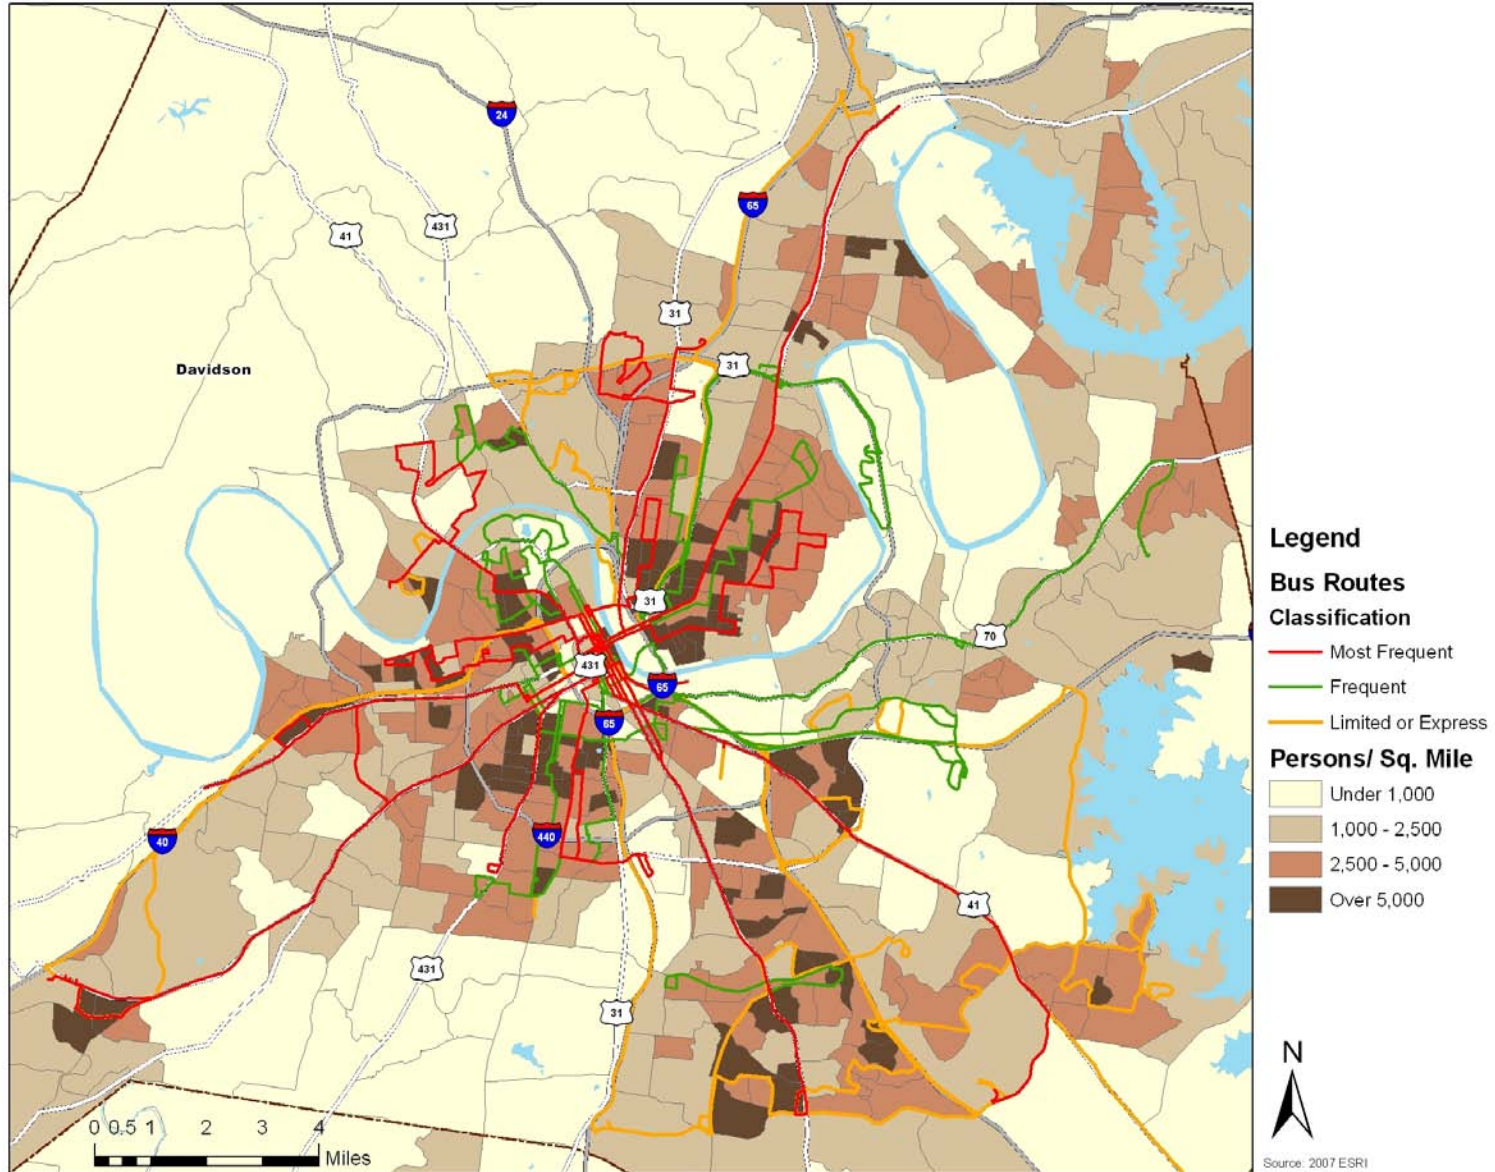 24
65
41
431
31
31
Davidson
31
70
431
65
65
440
40
41
431
31
0 0.5 1 2 3 4
Miles
Legend
Bus Routes
Classification
Most Frequent
Frequent
Limited or Express
Persons/ Sq. Mile
Under 1,000
1,000 - 2,500
2,500 - 5,000
Over 5,000
N
Source: 2007 ESRI